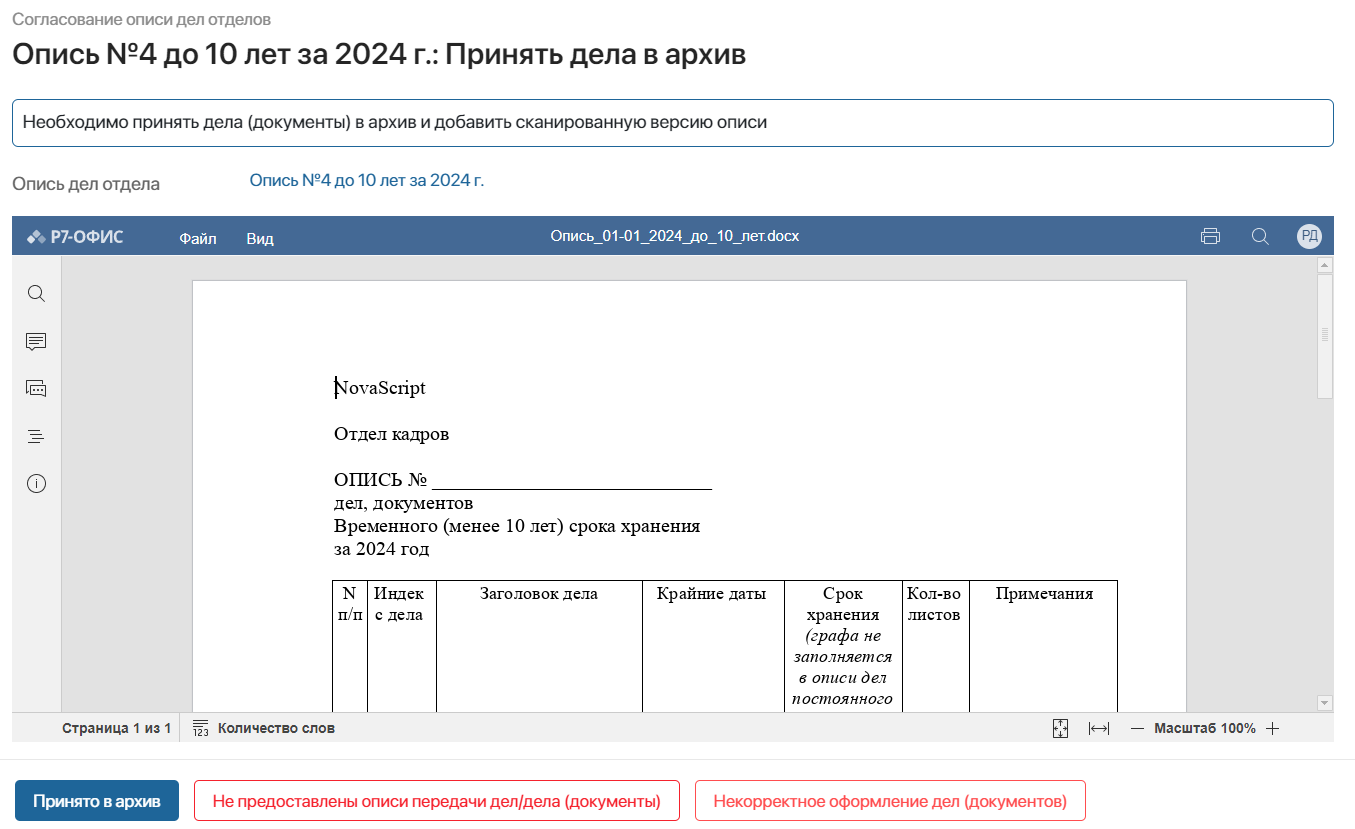 Согласование описи дел отделов
Опись №4 до 10 лет за 2024 г.: Принять дела в архив
Необходимо принять дела (документы) в архив и добавить сканированную версию описи
Опись дел отдела
Опись №4 до 10 лет за 2024 г.
Р7-ОФИС
Файл
Вид
Опись_01-01_2024_до_10_лет.docx
РД
NovaScript
Отдел кадров
ОПИСЬ № ____________________________
дел, документов
Временного (менее 10 лет) срока хранения
за 2024 год
N
п/п
Индек
с дела
Заголовок дела
Крайние даты
Срок
хранения
(графа не
заполняется
в описи дел
постоянного
Кол-во
листов
Примечания
Страница 1 из 1
123
Количество слов
Масштаб 100%
Принято в архив
Не предоставлены описи передачи дел/дела (документы)
Некорректное оформление дел (документов)